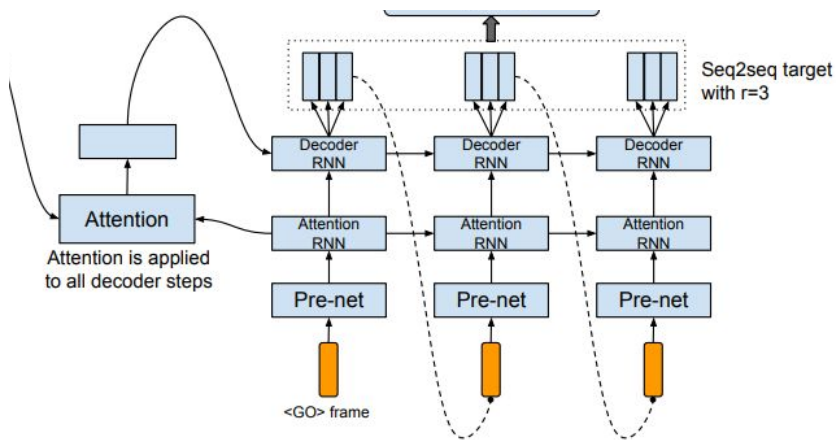 Seq2seq target
with r=3
Decoder
RNN
Decoder
RNN
Decoder
RNN
Attention
Attention is applied
to all decoder steps
Attention
RNN
Attention
RNN
Attention
RNN
Pre-net
Pre-net
Pre-net
<GO> frame